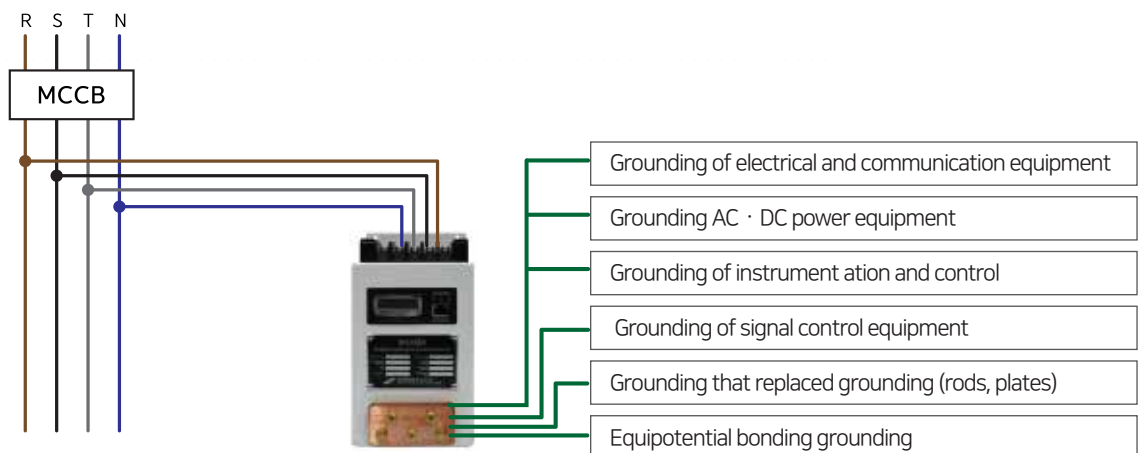 R S T N
MCCB
Grounding of electrical and communication equipment
Grounding AC · DC power equipment
Grounding of instrument ation and control
Grounding of signal control equipment
Grounding that replaced grounding (rods, plates)
Equipotential bonding grounding